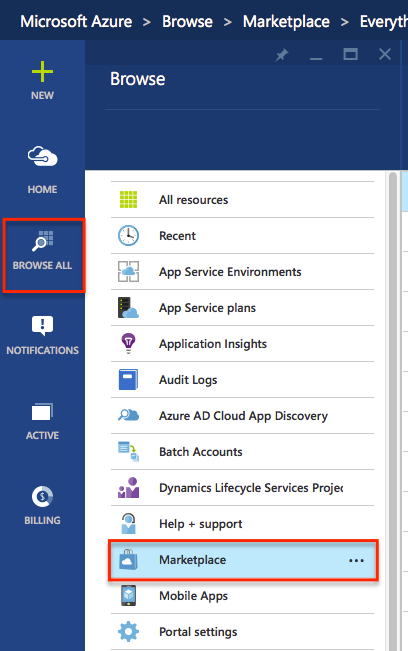 Microsoft Azure > Browse > Marketplace > Everyth
Browse
NEW
HOME
BROWSE ALL
NOTIFICATIONS
ACTIVE
BILLING
All resources
Recent
App Service Environments
App Service plans
Application Insights
Audit Logs
Azure AD Cloud App Discovery
Batch Accounts
Dynamics Lifecycle Services Projec
Help + support
Marketplace ...
Mobile Apps
Portal settings